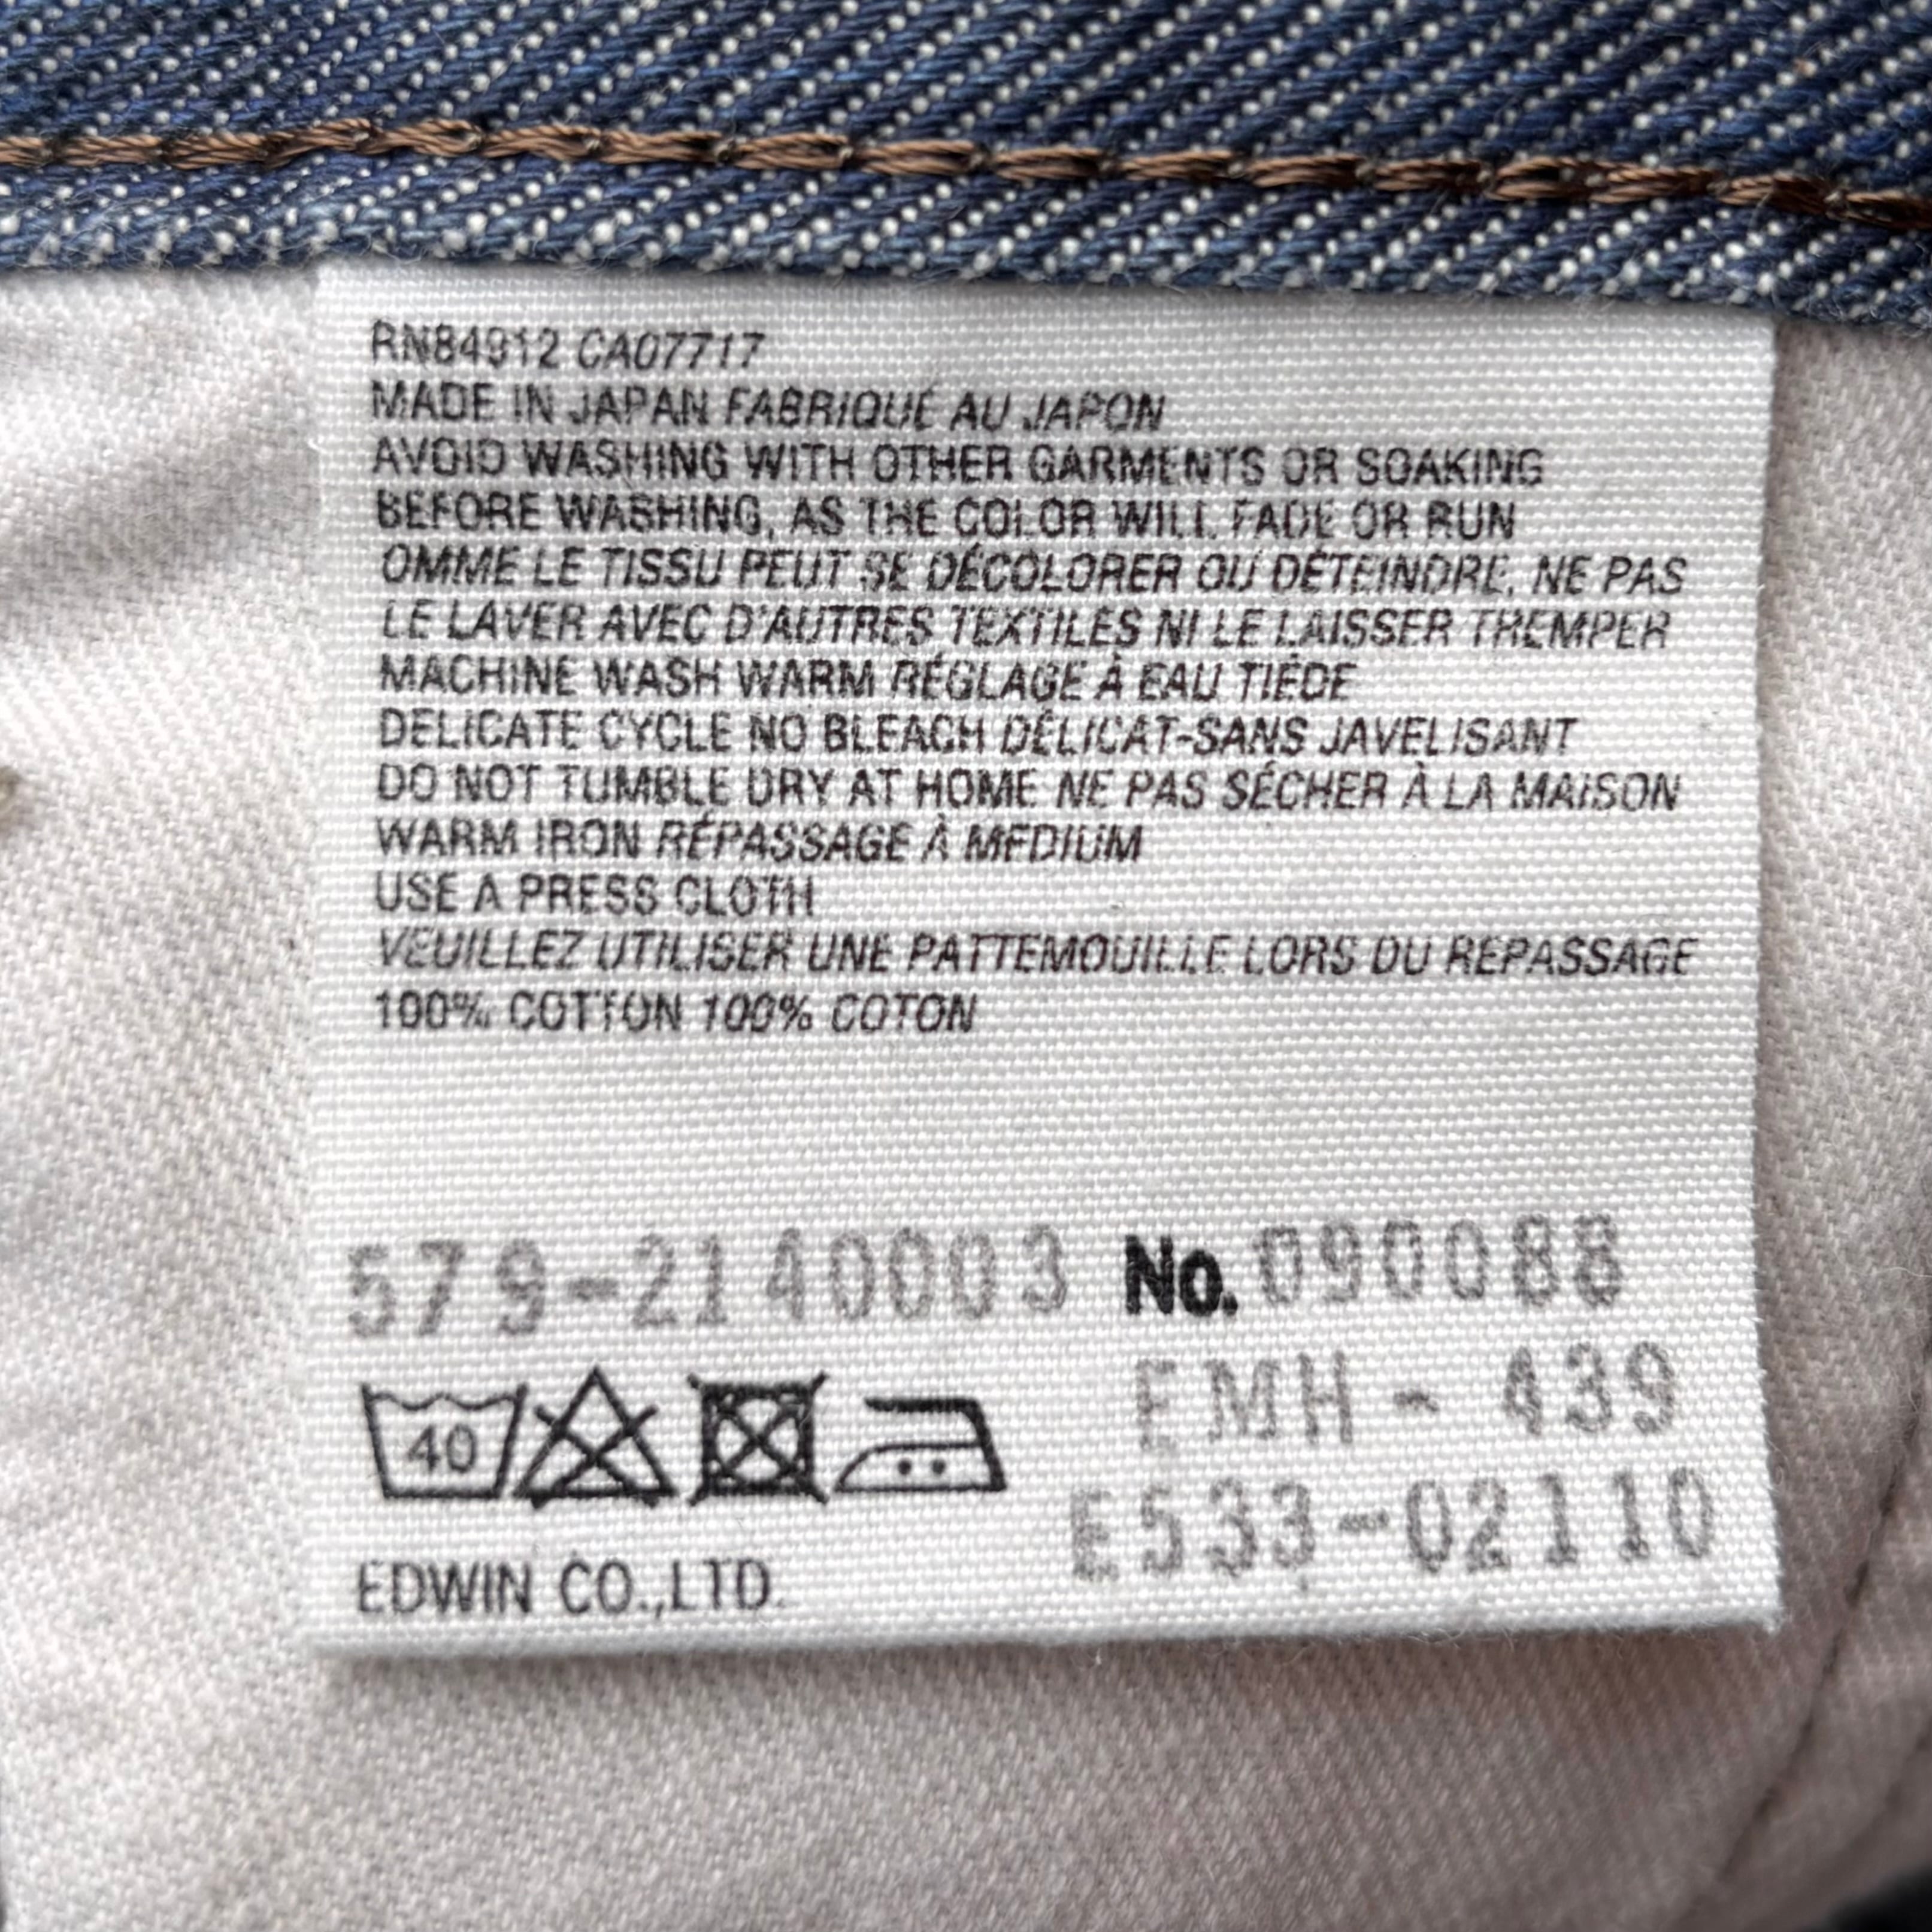 RN84912 CA07717
MADE IN JAPAN FABRIQUÉ AU JAPON
AVOID WASHING WITH OTHER GARMENTS OR SOAKING
BEFORE WASHING, AS THE COLOR WILL FADE OR RUN
OMME LE TISSU PEUT SE DÉCOLORER OU DÉTEINDRE, NE PAS
LE LAVER AVEC D'AUTRES TEXTILES NI LE LAISSER TREMPER
MACHINE WASH WARM RÉGLAGE À EAU TIÈDE
DELICATE CYCLE NO BLEACH DÉLICAT-SANS JAVELISANT
DO NOT TUMBLE DRY AT HOME NE PAS SÉCHER À LA MAISON
WARM IRON RÉPASSAGE À MEDIUM
USE A PRESS CLOTH
VEUILLEZ UTILISER UNE PATTEMOUILLE LORS DU REPASSAGE
100% COTTON 100% COTON
579-2140003 No.090088
EMH - 439
40
E533-02110
EDWIN CO.,LTD.